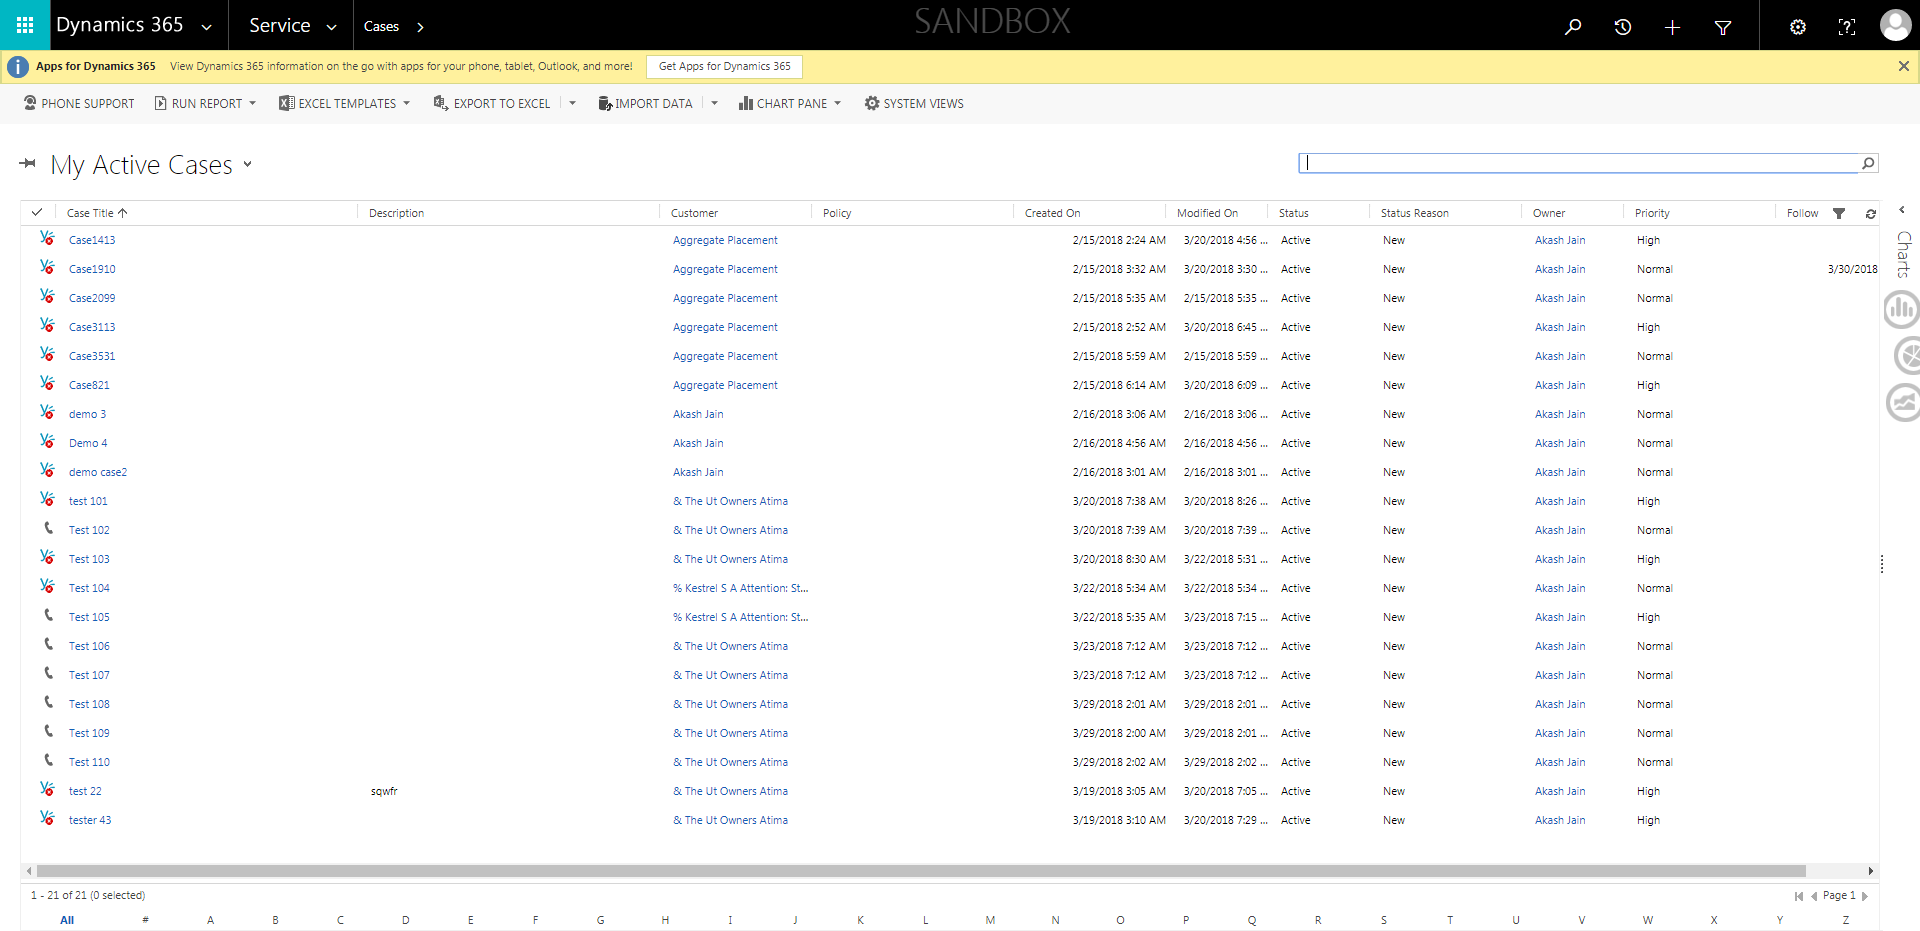 Dynamics 365 Service Cases SANDBOX
Apps for Dynamics 365 View Dynamics 365 information on the go with apps for your phone, tablet, Outlook, and more! Get Apps for Dynamics 365
PHONE SUPPORT RUN REPORT EXCEL TEMPLATES EXPORT TO EXCEL IMPORT DATA CHART PANE SYSTEM VIEWS
My Active Cases
Case Title Description Customer Policy Created On Modified On Status Status Reason Owner Priority Follow
Case1413 Aggregate Placement 2/15/2018 2:24 AM 3/20/2018 4:56 ... Active New Akash Jain High
Case1910 Aggregate Placement 2/15/2018 3:32 AM 3/20/2018 3:30 ... Active New Akash Jain Normal 3/30/2018
Case2099 Aggregate Placement 2/15/2018 5:35 AM 2/15/2018 5:35 ... Active New Akash Jain Normal
Case3113 Aggregate Placement 2/15/2018 2:52 AM 3/20/2018 6:45 ... Active New Akash Jain High
Case3531 Aggregate Placement 2/15/2018 5:59 AM 2/15/2018 5:59 ... Active New Akash Jain Normal
Case821 Aggregate Placement 2/15/2018 6:14 AM 3/20/2018 6:09 ... Active New Akash Jain High
demo 3 Akash Jain 2/16/2018 3:06 AM 2/16/2018 3:06 ... Active New Akash Jain Normal
Demo 4 Akash Jain 2/16/2018 4:56 AM 2/16/2018 4:56 ... Active New Akash Jain Normal
demo case2 Akash Jain 2/16/2018 3:01 AM 2/16/2018 3:01 ... Active New Akash Jain Normal
test 101 & The Ut Owners Atima 3/20/2018 7:38 AM 3/20/2018 8:26 ... Active New Akash Jain High
Test 102 & The Ut Owners Atima 3/20/2018 7:39 AM 3/20/2018 7:39 ... Active New Akash Jain Normal
Test 103 & The Ut Owners Atima 3/20/2018 8:30 AM 3/22/2018 5:31 ... Active New Akash Jain High
Test 104 % Kestrel S A Attention: St... 3/22/2018 5:34 AM 3/22/2018 5:34 ... Active New Akash Jain Normal
Test 105 % Kestrel S A Attention: St... 3/22/2018 5:35 AM 3/23/2018 7:15 ... Active New Akash Jain High
Test 106 & The Ut Owners Atima 3/23/2018 7:12 AM 3/23/2018 7:12 ... Active New Akash Jain Normal
Test 107 & The Ut Owners Atima 3/23/2018 7:12 AM 3/23/2018 7:12 ... Active New Akash Jain Normal
Test 108 & The Ut Owners Atima 3/29/2018 2:01 AM 3/29/2018 2:01 ... Active New Akash Jain Normal
Test 109 & The Ut Owners Atima 3/29/2018 2:00 AM 3/29/2018 2:01 ... Active New Akash Jain Normal
Test 110 & The Ut Owners Atima 3/29/2018 2:02 AM 3/29/2018 2:02 ... Active New Akash Jain Normal
test 22 sqwfr & The Ut Owners Atima 3/19/2018 3:05 AM 3/20/2018 7:05 ... Active New Akash Jain High
tester 43 & The Ut Owners Atima 3/19/2018 3:10 AM 3/20/2018 7:29 ... Active New Akash Jain High
Charts
1 - 21 of 21 (0 selected) Page 1
All # A B C D E F G H I J K L M N O P Q R S T U V W X Y Z